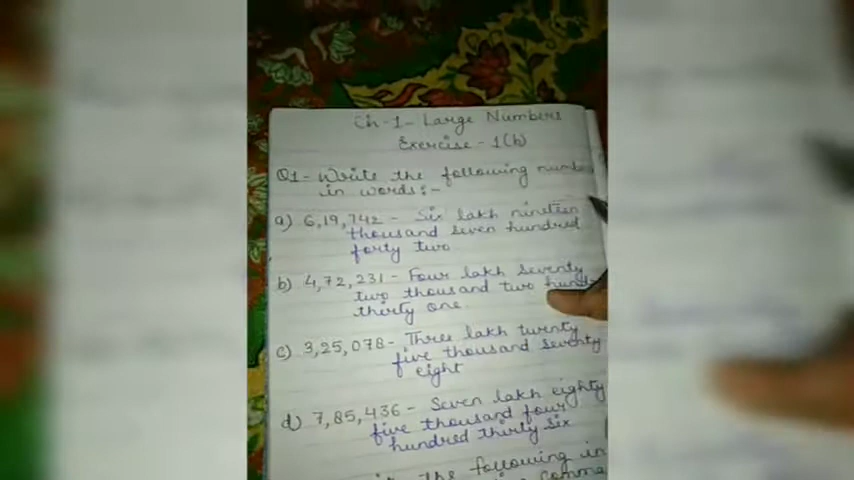 Ch-1- Large Numbers
Exercise - 1(b)
Q1- Write the following
in words:-
a) 6,19,742 - Six lakh nineteen
thousand seven hundred
forty two
b) 4,72,231 - Four lakh seventy
two thousand two
thirty one
c) 3,25,078 - Three lakh twenty
five thousand seventy
eight
d) 7,85,436 - Seven lakh eighty
five thousand four
hundred thirty six
the following in
comma